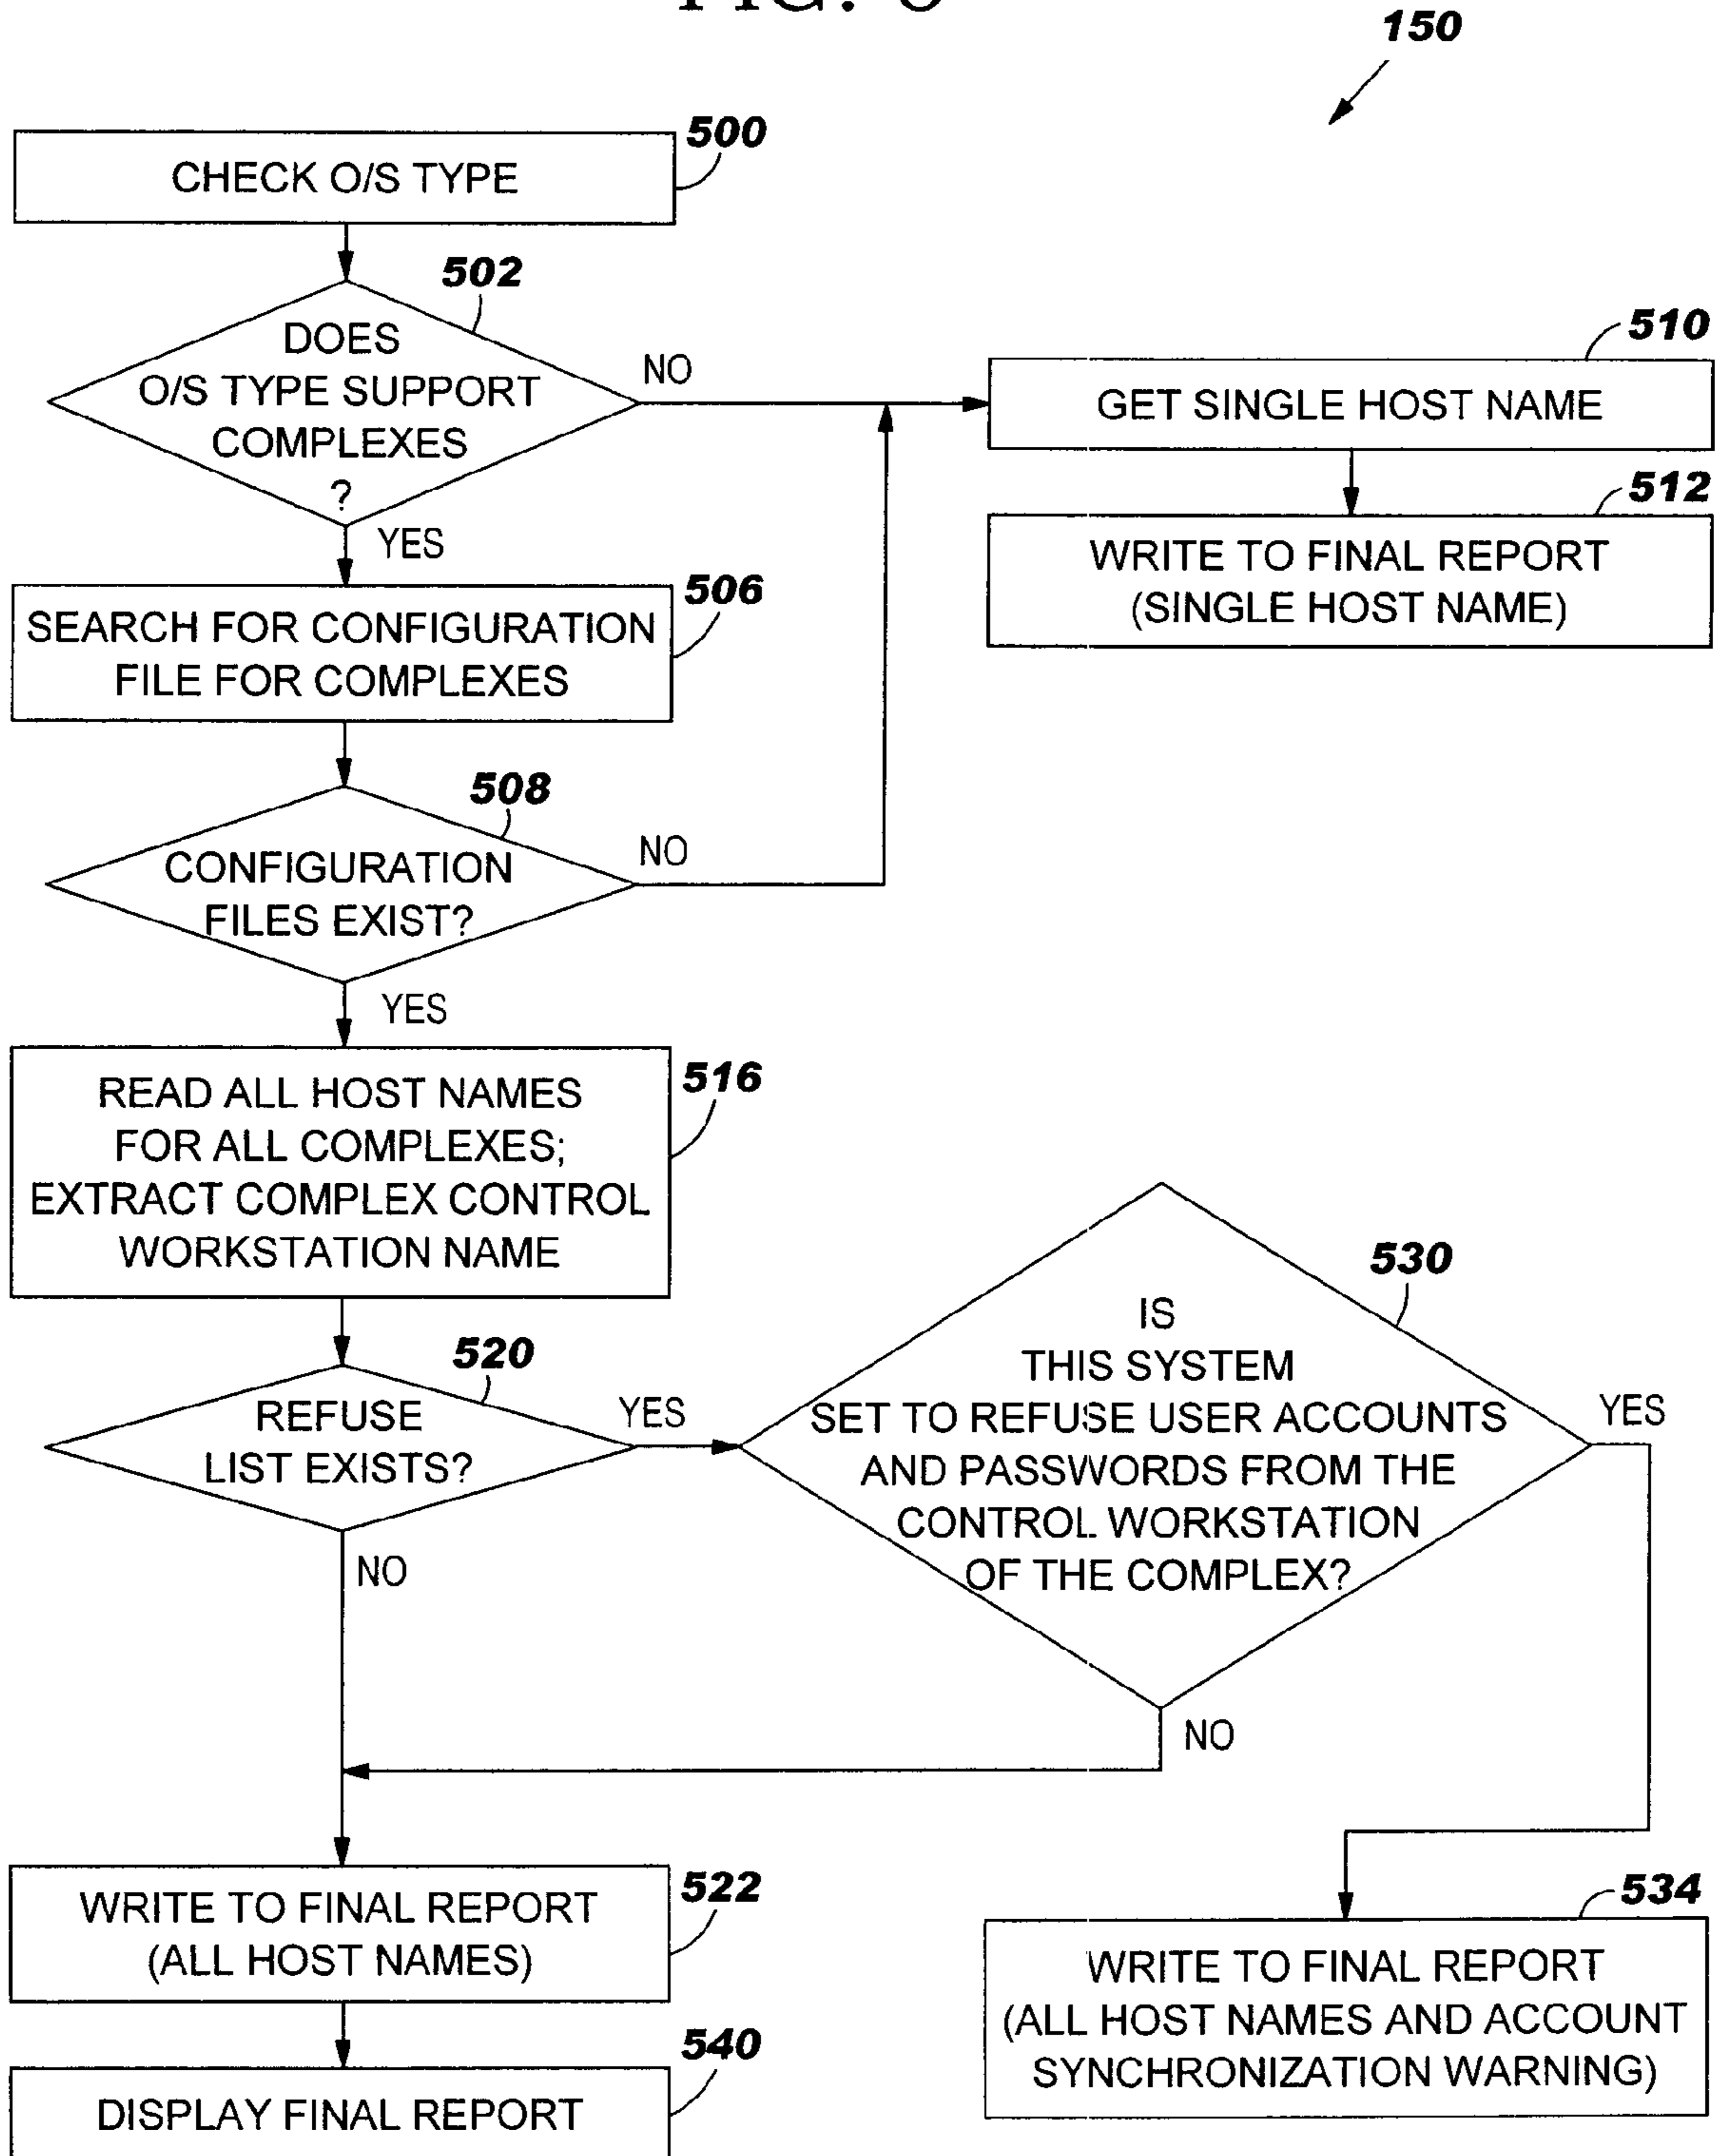 150
500
CHECK O/S TYPE
502
DOES
O/S TYPE SUPPORT
COMPLEXES
?
NO
YES
510
GET SINGLE HOST NAME
512
WRITE TO FINAL REPORT
(SINGLE HOST NAME)
506
SEARCH FOR CONFIGURATION
FILE FOR COMPLEXES
508
CONFIGURATION
FILES EXIST?
NO
YES
516
READ ALL HOST NAMES
FOR ALL COMPLEXES;
EXTRACT COMPLEX CONTROL
WORKSTATION NAME
520
REFUSE
LIST EXISTS?
YES
NO
530
IS
THIS SYSTEM
SET TO REFUSE USER ACCOUNTS
AND PASSWORDS FROM THE
CONTROL WORKSTATION
OF THE COMPLEX?
YES
NO
522
WRITE TO FINAL REPORT
(ALL HOST NAMES)
534
WRITE TO FINAL REPORT
(ALL HOST NAMES AND ACCOUNT
SYNCHRONIZATION WARNING)
540
DISPLAY FINAL REPORT